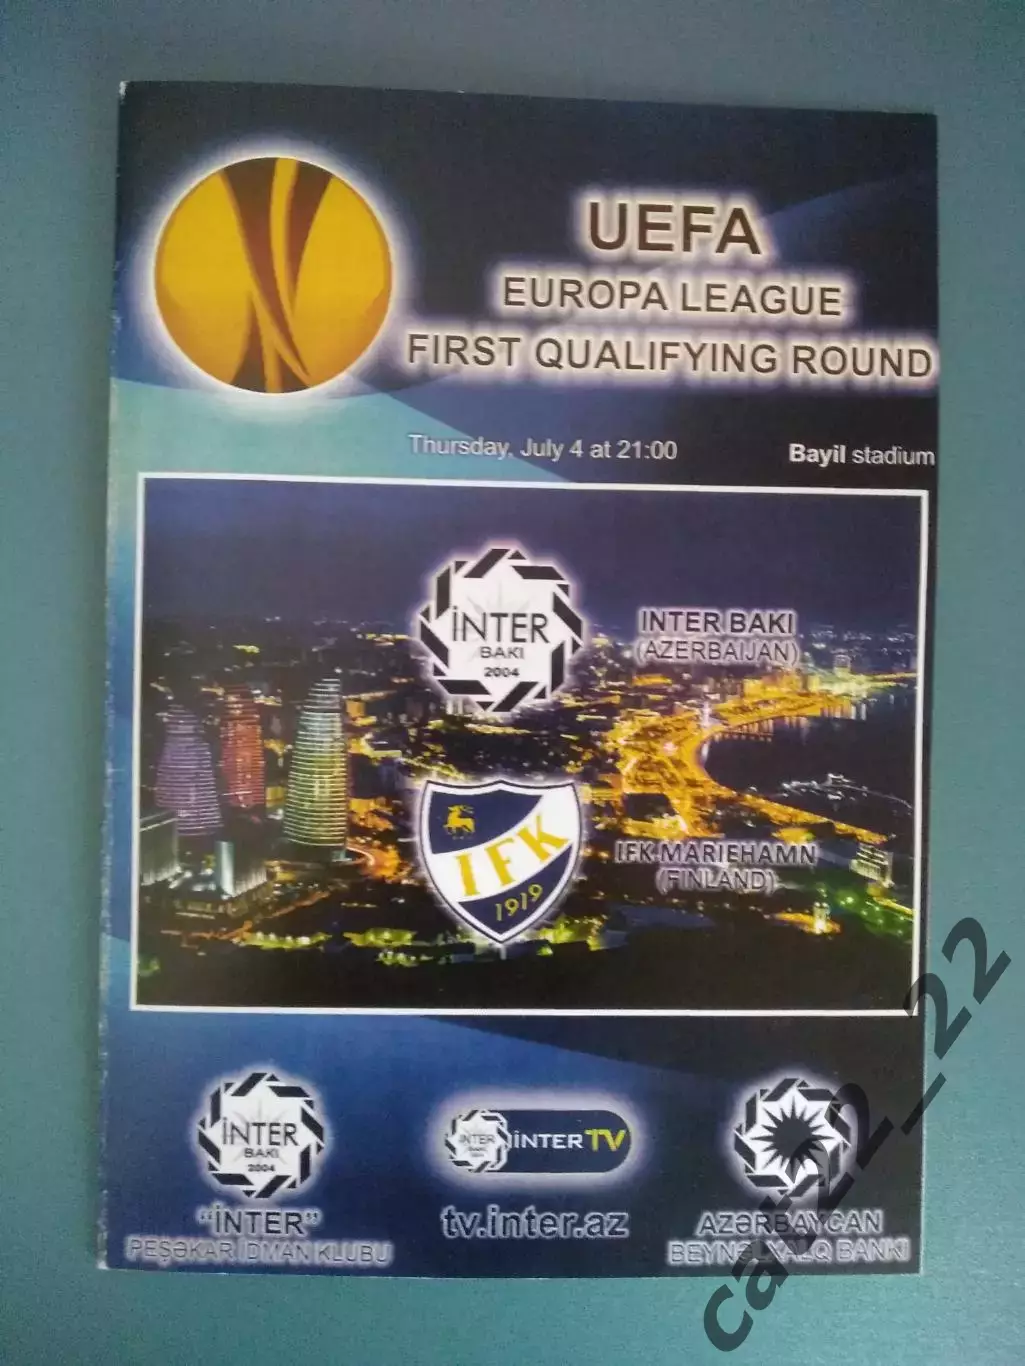 UEFA
EUROPA LEAGUE
FIRST QUALIFYING ROUND
Thursday, July 4 at 21:00
Bayil stadium
İNTER
BAKI
2004
INTER BAKI
(AZERBAIJAN)
IFK
1919
IFK MARIEHAMN
(FINLAND)
İNTER
BAKI
2004
İNTER
BAKI
İNTER TV
"İNTER"
PEŞƏKAR İDMAN KLUBU
tv.inter.az
AZƏRBAYCAN
BEYNƏLXALQ BANKI
cat22_22